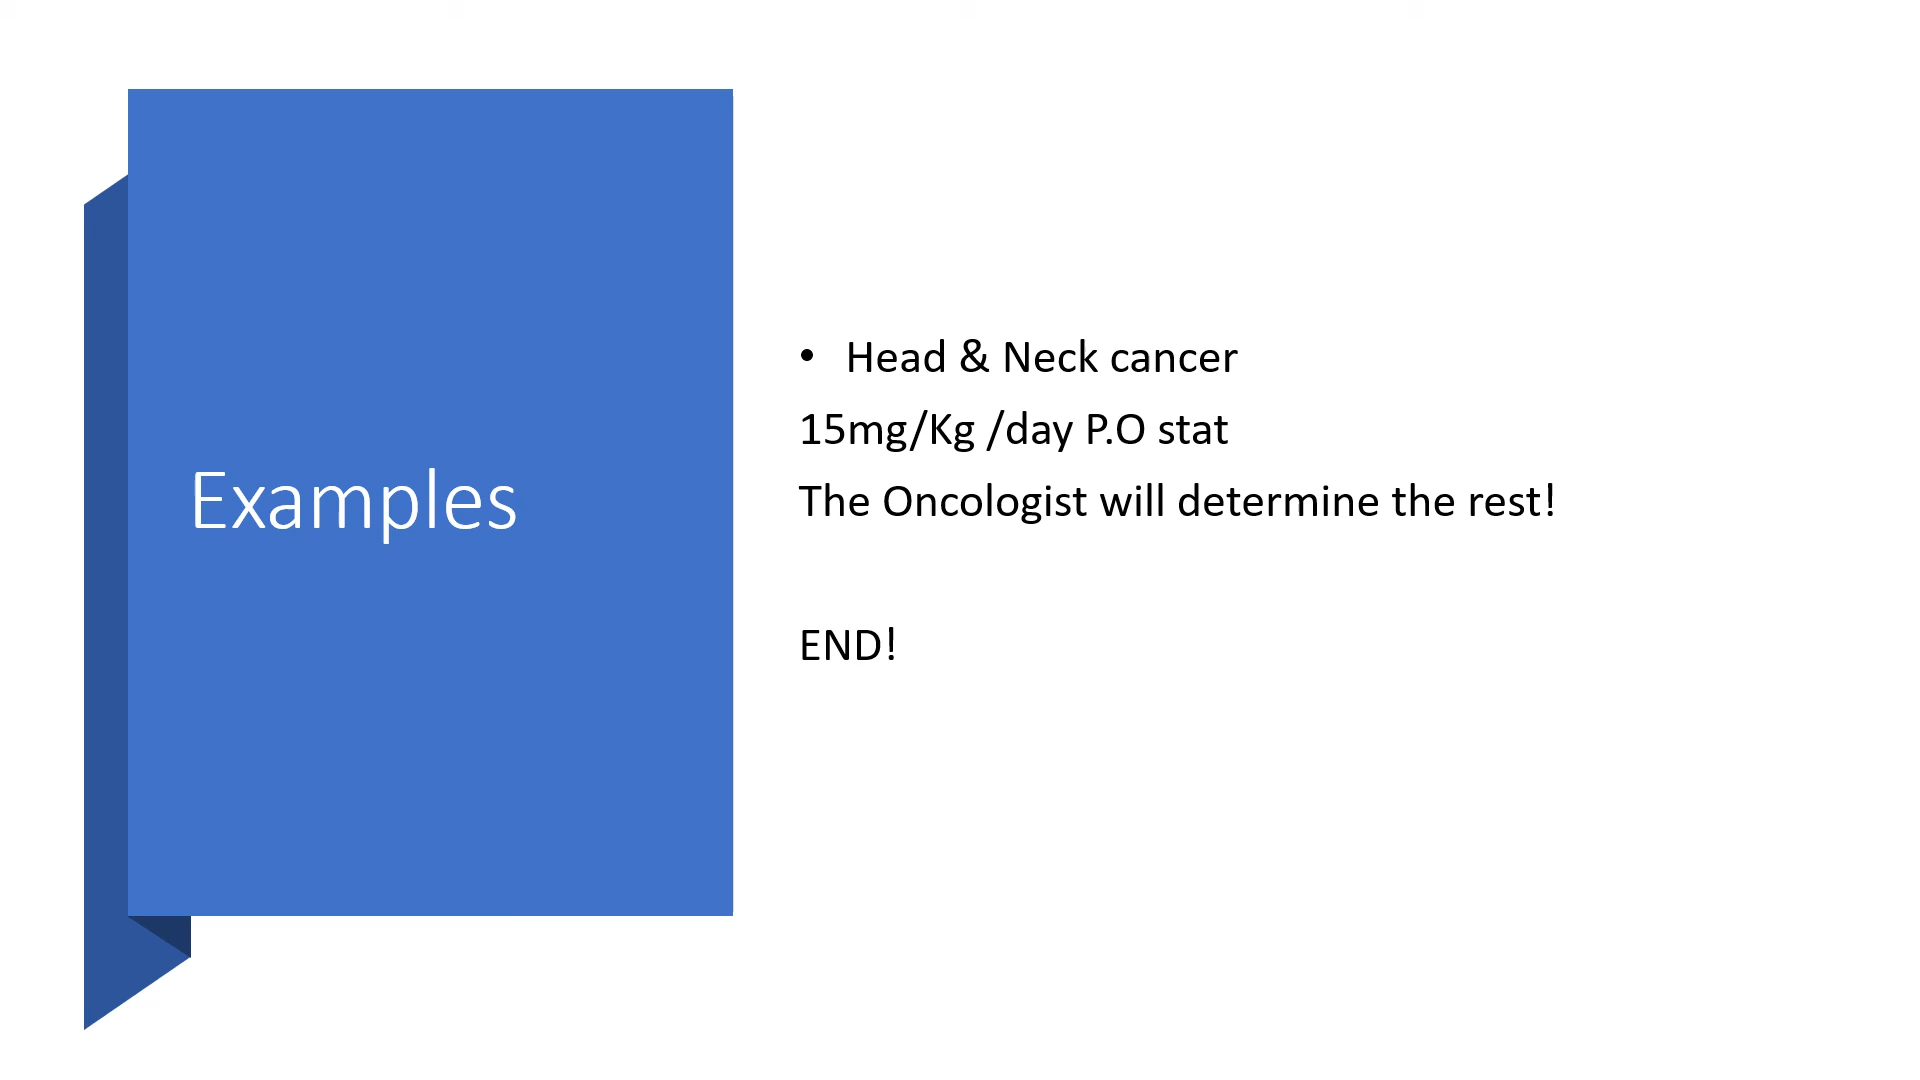 Examples
• Head & Neck cancer
15mg/Kg /day P.O stat
The Oncologist will determine the rest!
END!